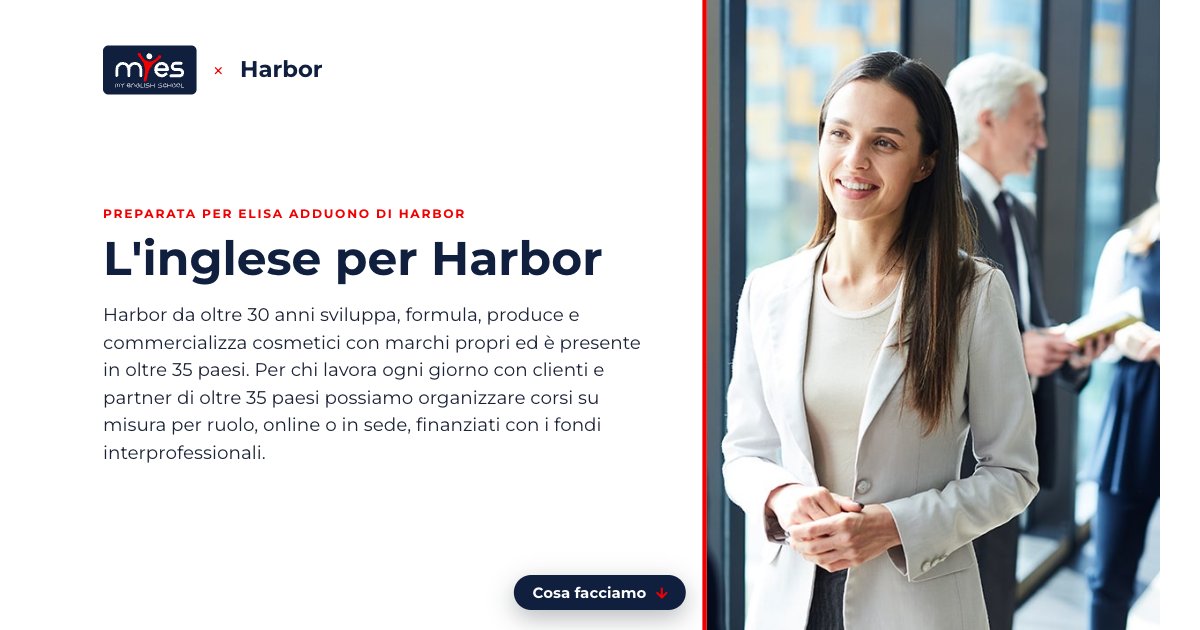 myes
MY ENGLISH SCHOOL
× Harbor
PREPARATA PER ELISA ADDUONO DI HARBOR
L'inglese per Harbor
Harbor da oltre 30 anni sviluppa, formula, produce e
commercializza cosmetici con marchi propri ed è presente
in oltre 35 paesi. Per chi lavora ogni giorno con clienti e
partner di oltre 35 paesi possiamo organizzare corsi su
misura per ruolo, online o in sede, finanziati con i fondi
interprofessionali.
Cosa facciamo ↓